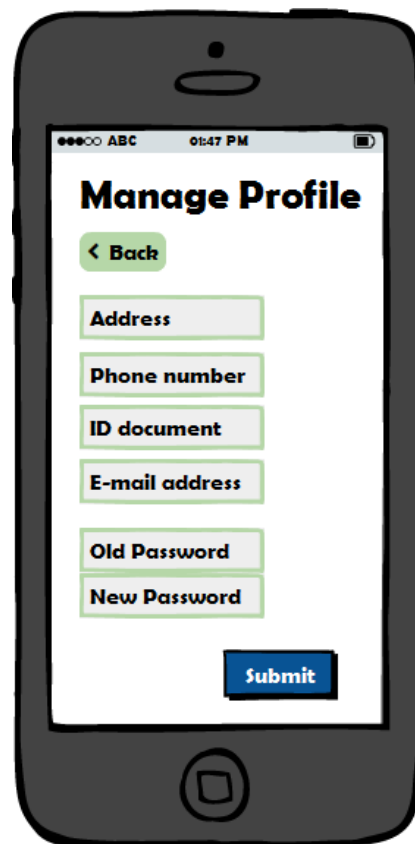 ABC 01:47 PM
Manage Profile
Back
Address
Phone number
ID document
E-mail address
Old Password
New Password
Submit